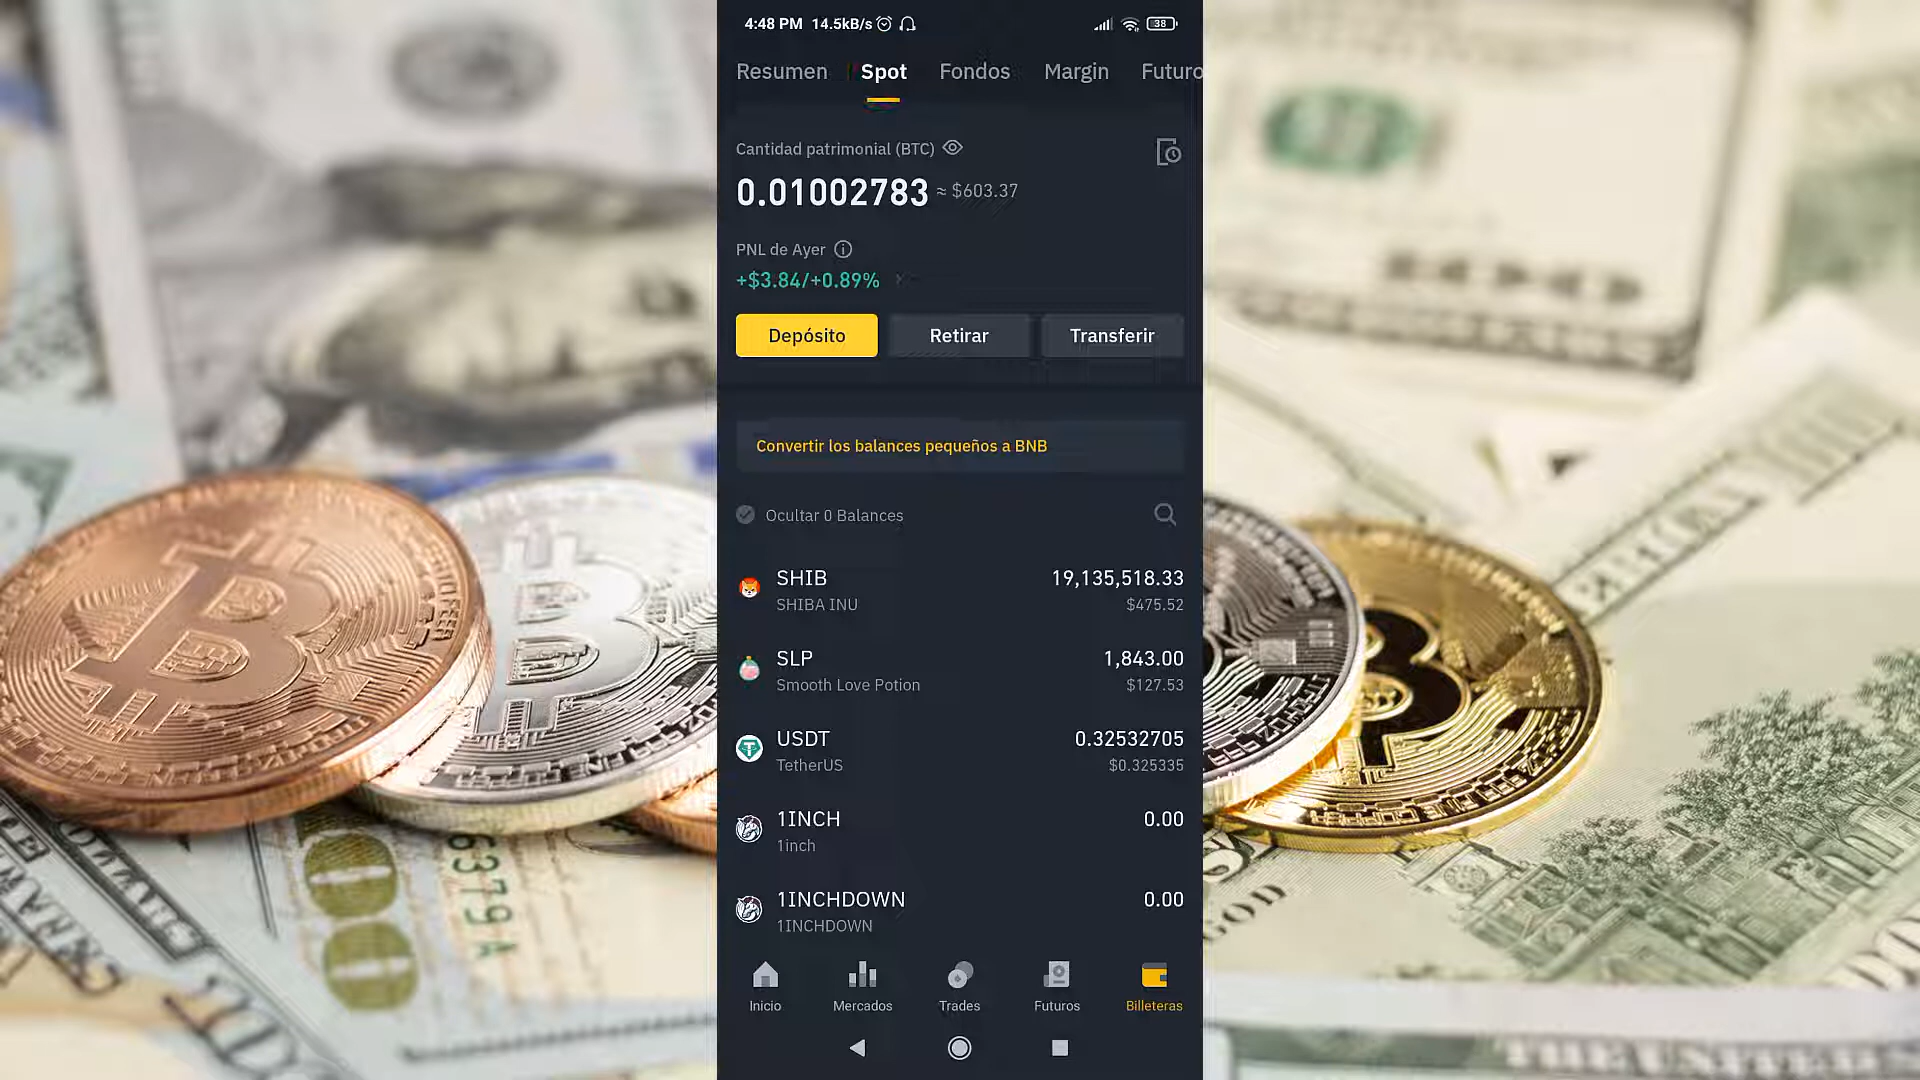 4:48 PM 14.5kB/s 38
Resumen Spot Fondos Margin Futuro
Cantidad patrimonial (BTC)
0.01002783 ≈ $603.37
PNL de Ayer
+$3.84/+0.89%
Depósito Retirar Transferir
Convertir los balances pequeños a BNB
Ocultar 0 Balances
SHIB 19,135,518.33
SHIBA INU $475.52
SLP 1,843.00
Smooth Love Potion $127.53
USDT 0.32532705
TetherUS $0.325335
1INCH 0.00
1inch
1INCHDOWN 0.00
1INCHDOWN
Inicio Mercados Trades Futuros Billeteras